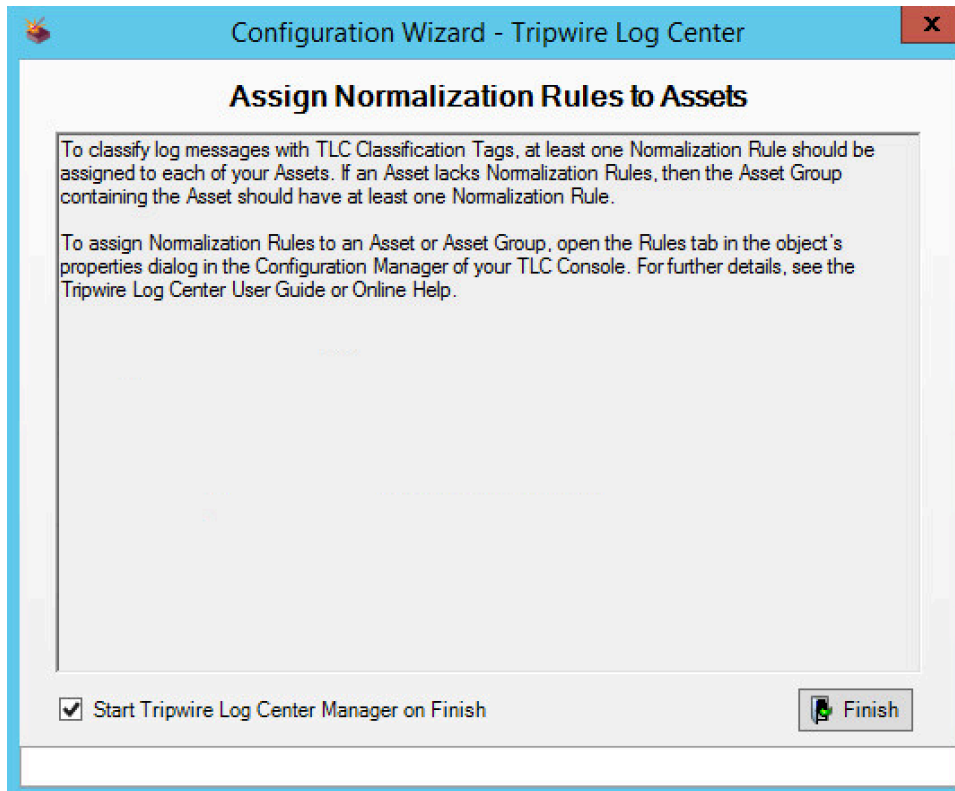 Configuration Wizard - Tripwire Log Center
x
Assign Normalization Rules to Assets
To classify log messages with TLC Classification Tags, at least one Normalization Rule should be
assigned to each of your Assets. If an Asset lacks Normalization Rules, then the Asset Group
containing the Asset should have at least one Normalization Rule.
To assign Normalization Rules to an Asset or Asset Group, open the Rules tab in the object's
properties dialog in the Configuration Manager of your TLC Console. For further details, see the
Tripwire Log Center User Guide or Online Help.
Start Tripwire Log Center Manager on Finish
Finish